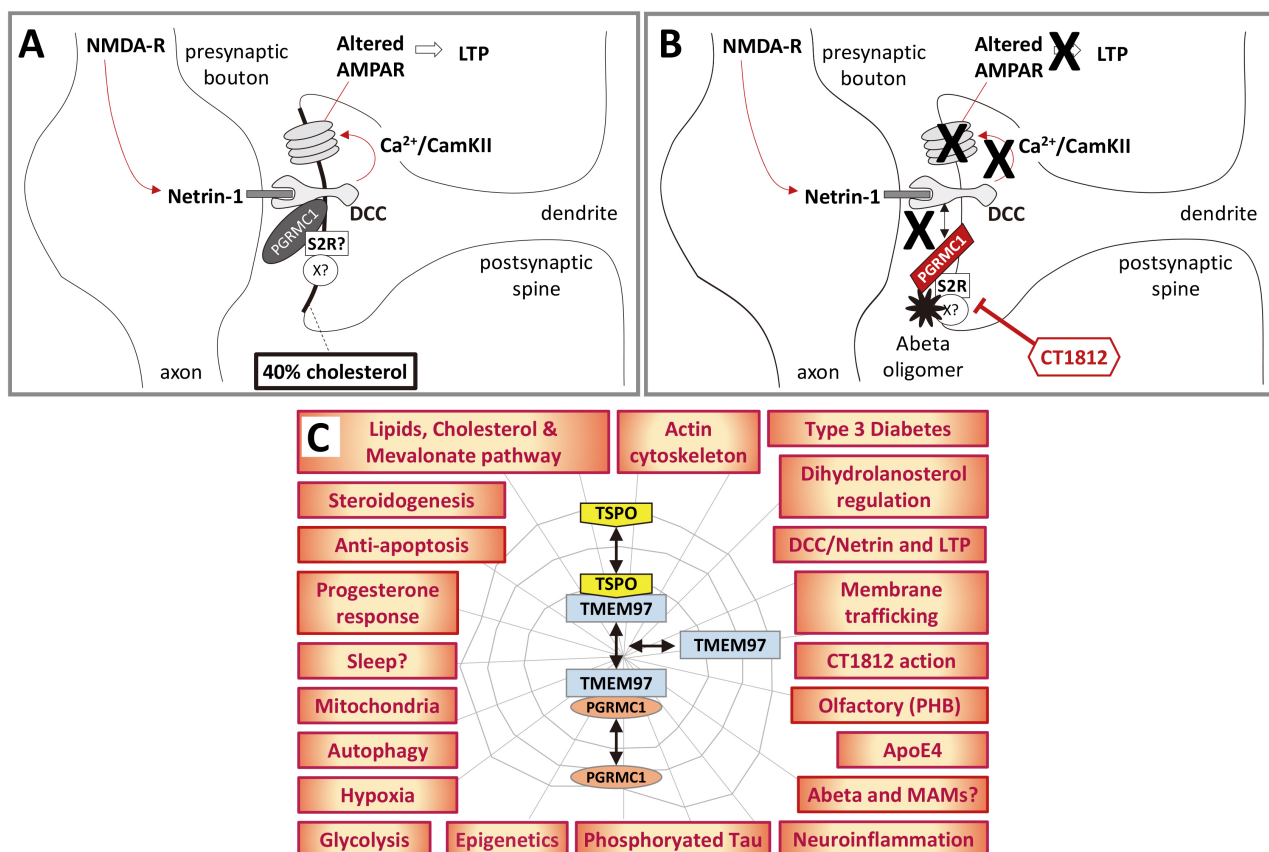 A
NMDA-R
presynaptic
bouton
Altered
AMPAR
LTP
Ca²⁺/CamKII
Netrin-1
DCC
PGRMC1
S2R?
X?
dendrite
postsynaptic
spine
axon
40% cholesterol
B
NMDA-R
presynaptic
bouton
Altered
AMPAR
X
LTP
X
X
Ca²⁺/CamKII
Netrin-1
DCC
X
PGRMC1
S2R
X?
dendrite
postsynaptic
spine
Abeta
oligomer
axon
CT1812
C
Lipids, Cholesterol &
Mevalonate pathway
Actin
cytoskeleton
Type 3 Diabetes
Steroidogenesis
Dihydrolanosterol
regulation
Anti-apoptosis
DCC/Netrin and LTP
Progesterone
response
Membrane
trafficking
Sleep?
CT1812 action
Mitochondria
Olfactory (PHB)
Autophagy
ApoE4
Hypoxia
Abeta and MAMs?
Glycolysis
Epigenetics
Phosphoryated Tau
Neuroinflammation
TSPO
TSPO
TMEM97
TMEM97
TMEM97
PGRMC1
PGRMC1